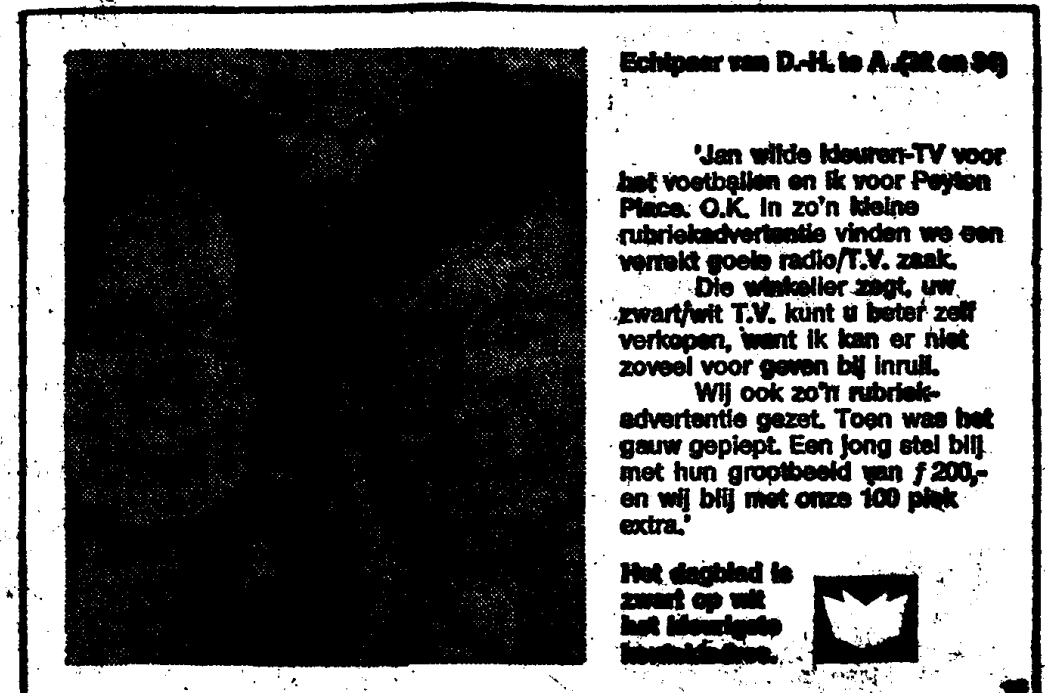 Echtpaar van D.-H. te A. (32 en 34)
'Jan wilde kleuren-TV voor
het voetballen en ik voor Peyton
Place. O.K. In zo'n kleine
rubriekadvertentie vinden we een
verrekt goeie radio/T.V. zaak.
Die winkelier zegt, uw
zwart/wit T.V. kunt u beter zelf
verkopen, want ik kan er niet
zoveel voor geven bij inruil.
Wij ook zo'n rubriek-
advertentie gezet. Toen was het
gauw gepiept. Een jong stel blij
met hun grootbeeld van ƒ 200,-
en wij blij met onze 100 piek
extra.'
Het dagblad is
zwart op wit
het kleurigste